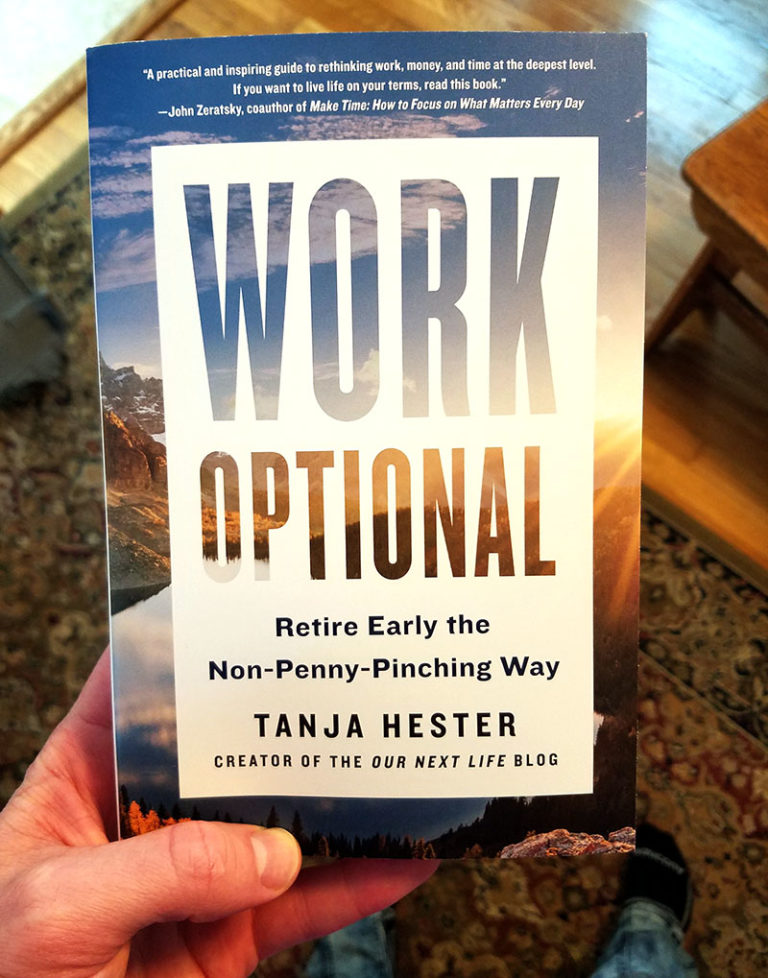 “A practical and inspiring guide to rethinking work, money, and time at the deepest level.
If you want to live life on your terms, read this book.”
—John Zeratsky, coauthor of Make Time: How to Focus on What Matters Every Day
WORK
OPTIONAL
Retire Early the
Non-Penny-Pinching Way
TANJA HESTER
CREATOR OF THE OUR NEXT LIFE BLOG